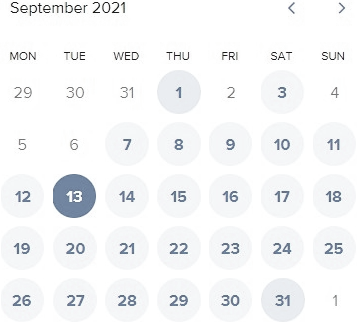 September 2021
MON TUE WED THU FRI SAT SUN
29 30 31 1 2 3 4
5 6 7 8 9 10 11
12 13 14 15 16 17 18
19 20 21 22 23 24 25
26 27 28 29 30 31 1